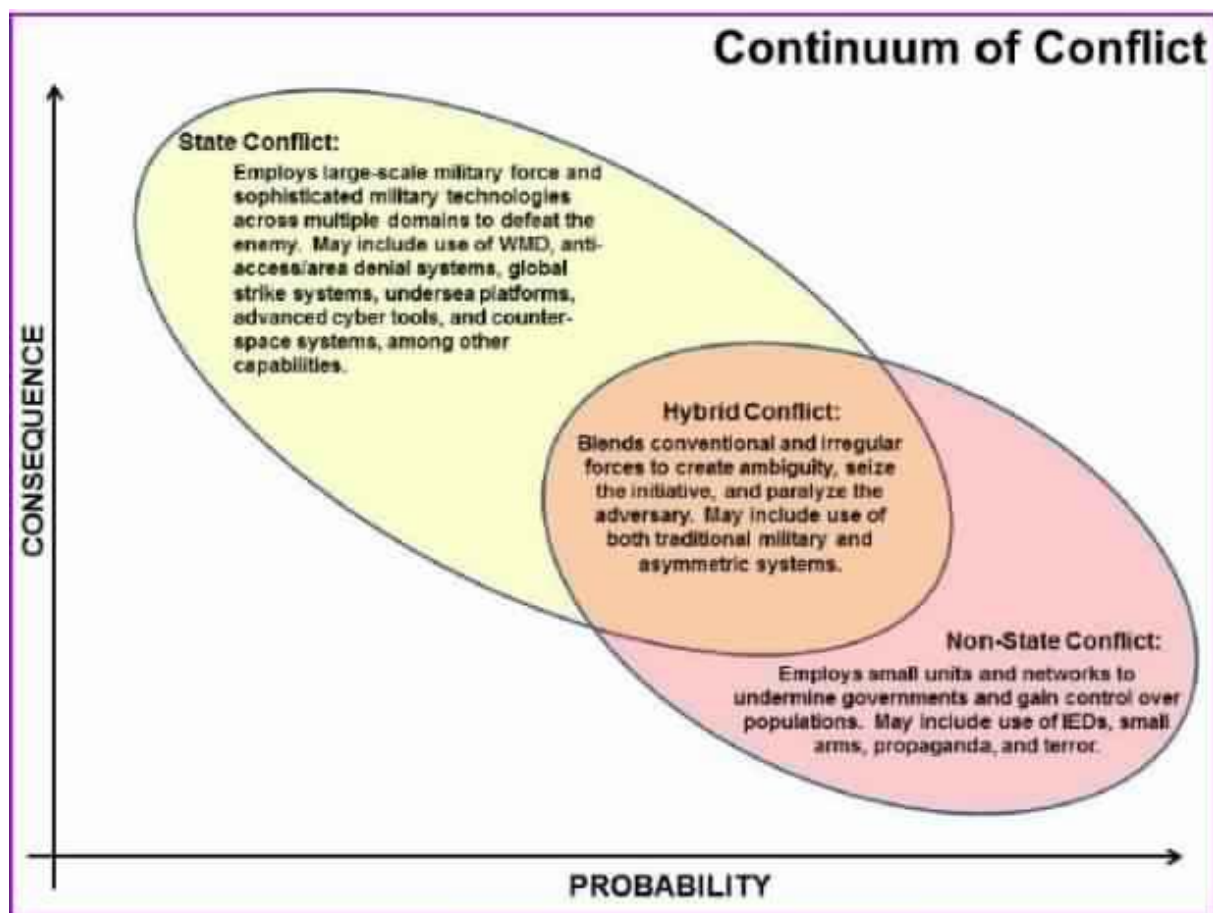 Continuum of Conflict
State Conflict:
Employs large-scale military force and
sophisticated military technologies
across multiple domains to defeat the
enemy. May include use of WMD, anti-
access/area denial systems, global
strike systems, undersea platforms,
advanced cyber tools, and counter-
space systems, among other
capabilities.
Hybrid Conflict:
Blends conventional and irregular
forces to create ambiguity, seize
the initiative, and paralyze the
adversary. May include use of
both traditional military and
asymmetric systems.
Non-State Conflict:
Employs small units and networks to
undermine governments and gain control over
populations. May include use of IEDs, small
arms, propaganda, and terror.
CONSEQUENCE
PROBABILITY